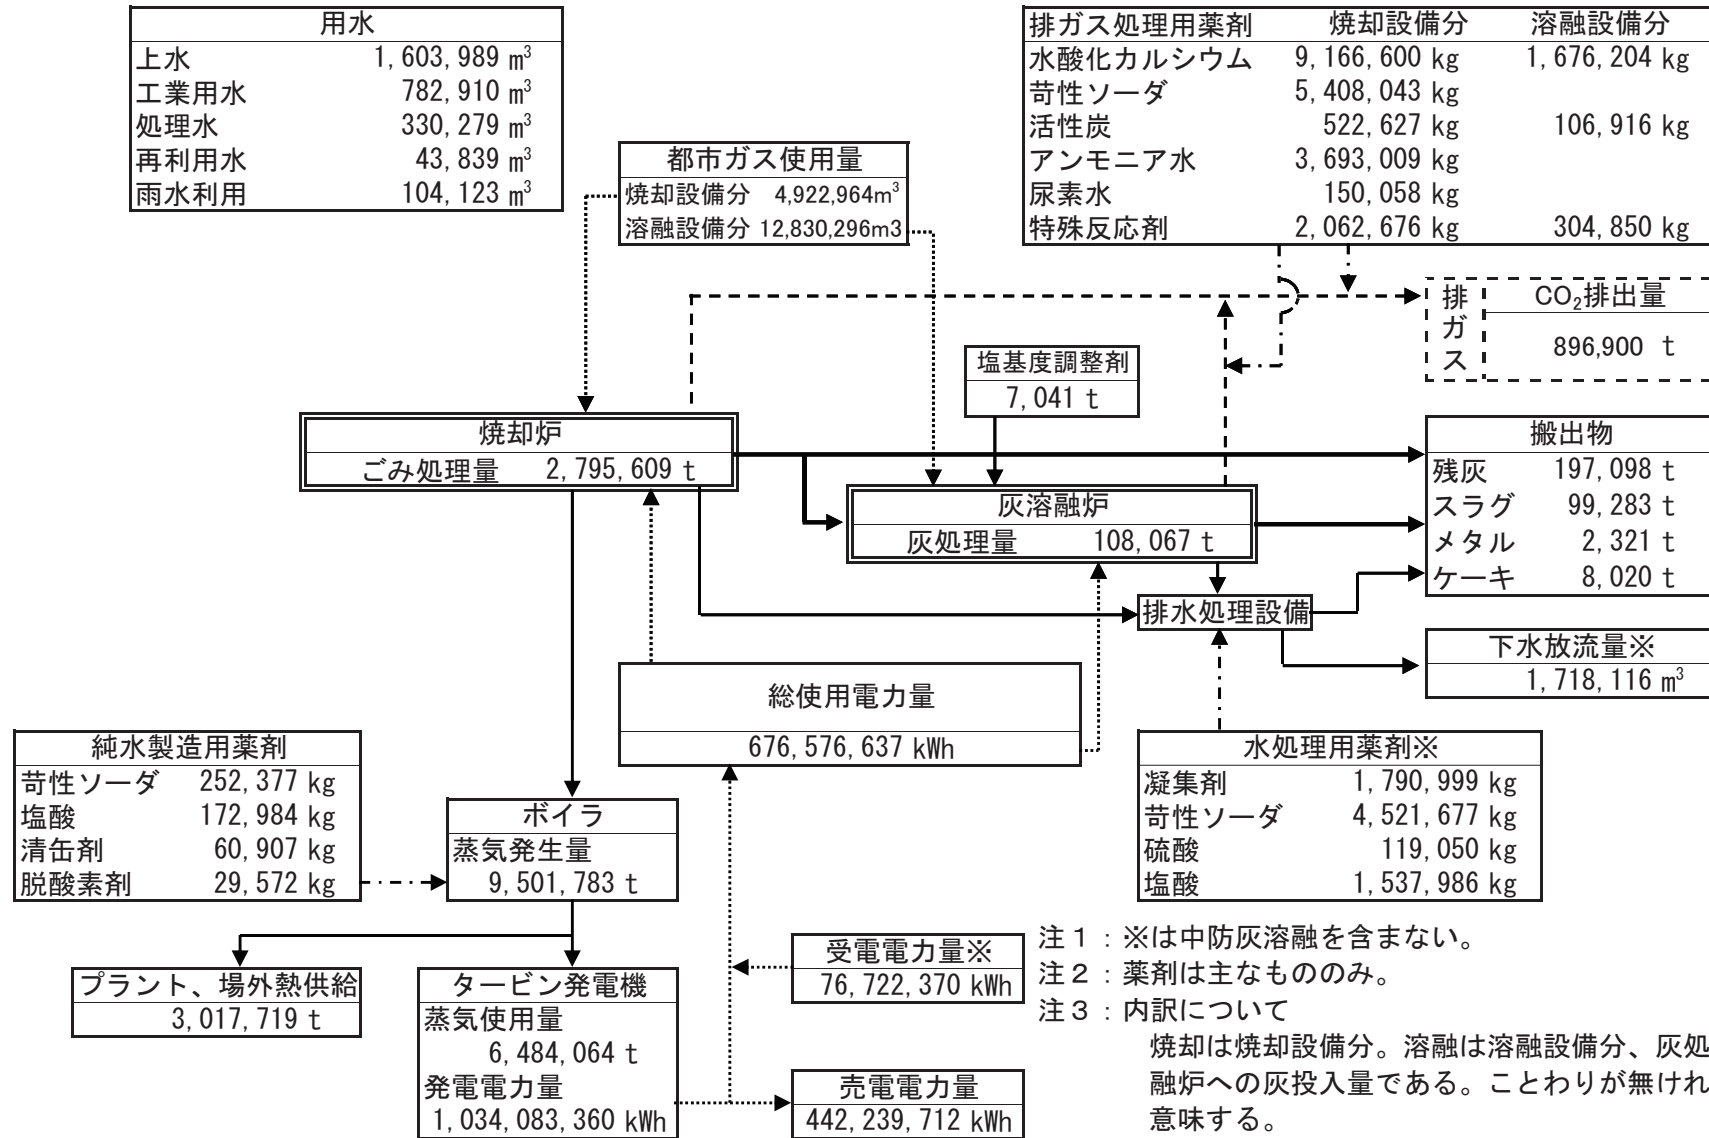 用水
上水 1,603,989 m³
工業用水 782,910 m³
処理水 330,279 m³
再利用水 43,839 m³
雨水利用 104,123 m³
都市ガス使用量
焼却設備分 4,922,964m³
溶融設備分 12,830,296m3
排ガス処理用薬剤 焼却設備分 溶融設備分
水酸化カルシウム 9,166,600 kg 1,676,204 kg
苛性ソーダ 5,408,043 kg
活性炭 522,627 kg 106,916 kg
アンモニア水 3,693,009 kg
尿素水 150,058 kg
特殊反応剤 2,062,676 kg 304,850 kg
排ガス
CO₂排出量
896,900 t
塩基度調整剤
7,041 t
焼却炉
ごみ処理量 2,795,609 t
灰溶融炉
灰処理量 108,067 t
搬出物
残灰 197,098 t
スラグ 99,283 t
メタル 2,321 t
ケーキ 8,020 t
排水処理設備
下水放流量※
1,718,116 m³
総使用電力量
676,576,637 kWh
純水製造用薬剤
苛性ソーダ 252,377 kg
塩酸 172,984 kg
清缶剤 60,907 kg
脱酸素剤 29,572 kg
ボイラ
蒸気発生量
9,501,783 t
水処理用薬剤※
凝集剤 1,790,999 kg
苛性ソーダ 4,521,677 kg
硫酸 119,050 kg
塩酸 1,537,986 kg
プラント、場外熱供給
3,017,719 t
タービン発電機
蒸気使用量
6,484,064 t
発電電力量
1,034,083,360 kWh
受電電力量※
76,722,370 kWh
売電電力量
442,239,712 kWh
注1：※は中防灰溶融を含まない。
注2：薬剤は主なもののみ。
注3：内訳について
焼却は焼却設備分。溶融は溶融設備分、灰処
融炉への灰投入量である。ことわりが無けれ
意味する。